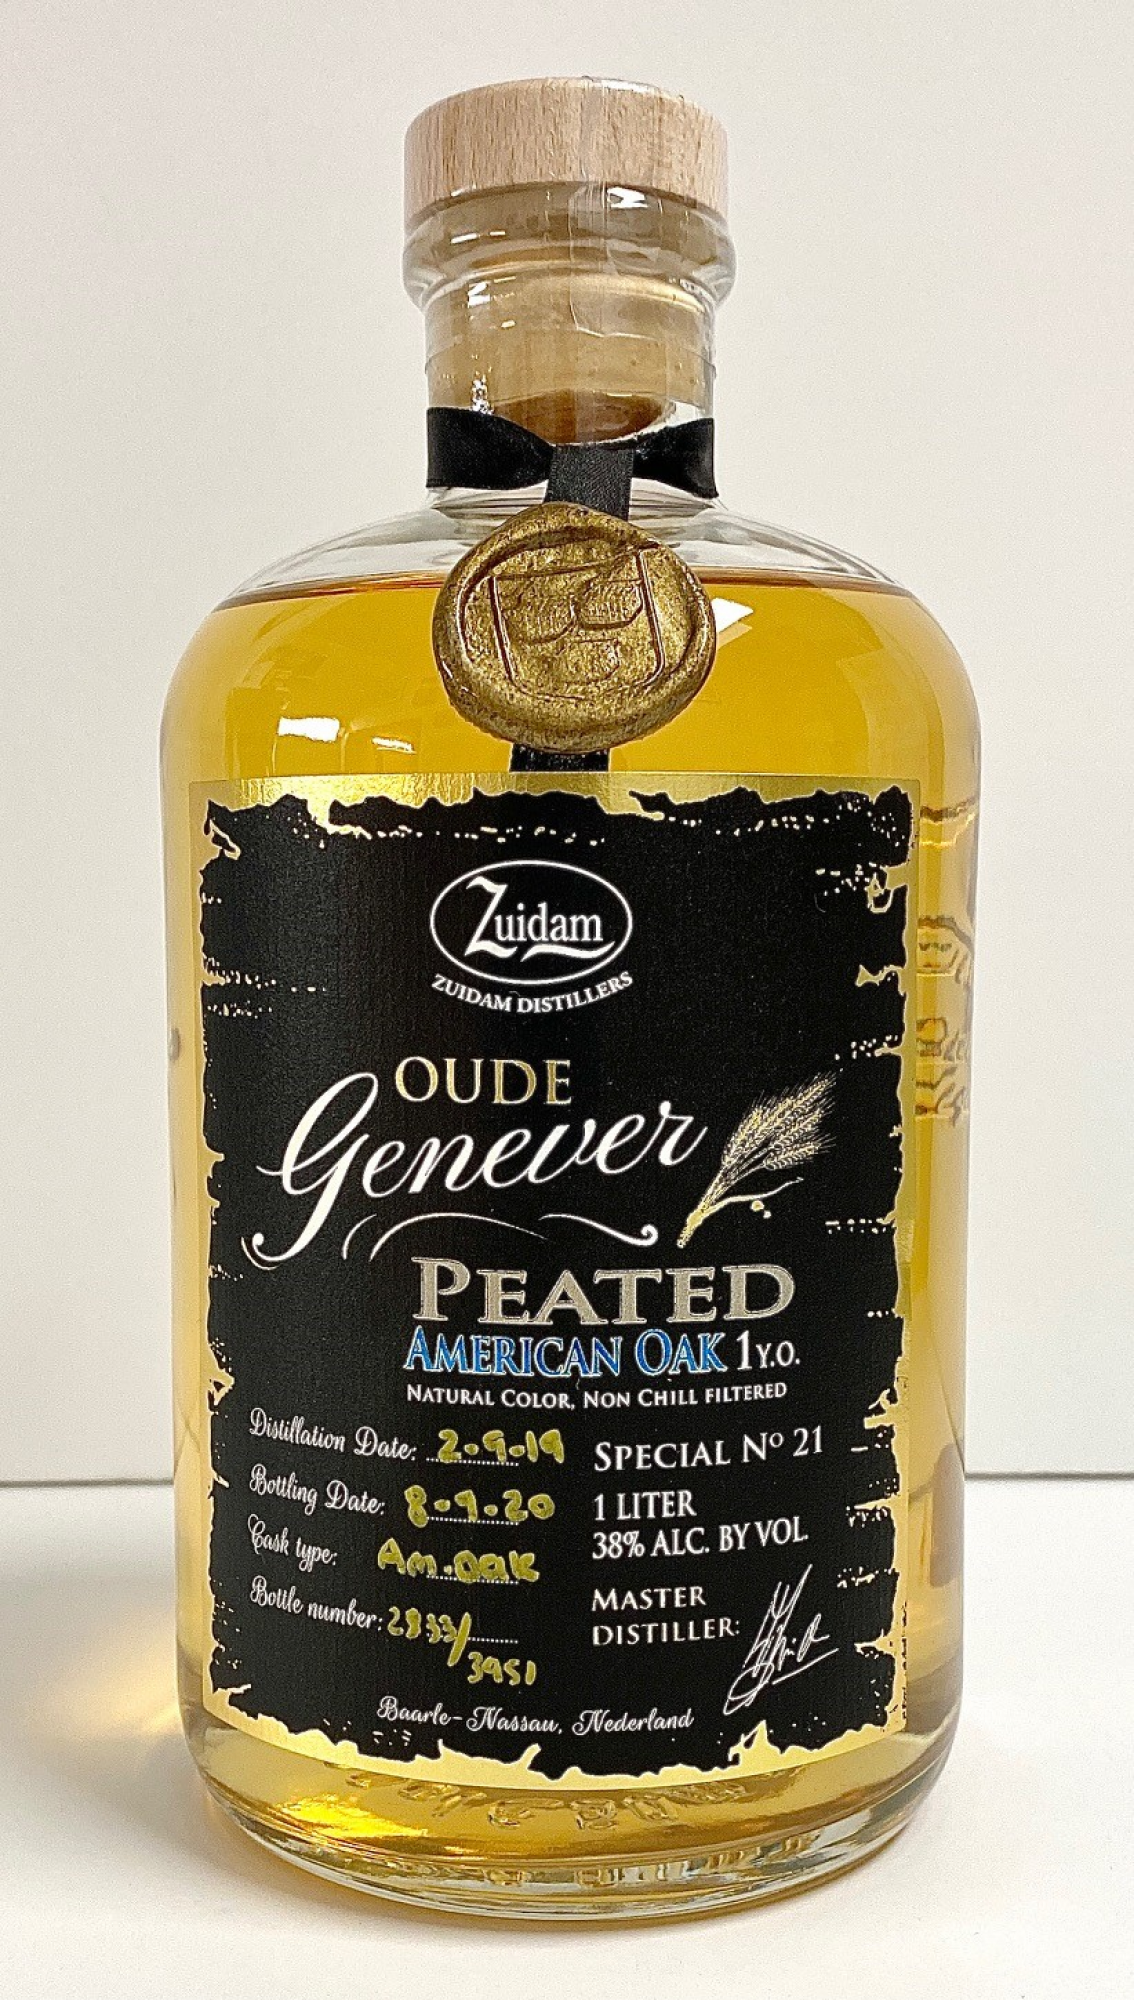 Zuidam
ZUIDAM DISTILLERS
OUDE
Genever
PEATED
AMERICAN OAK 1Y.O.
NATURAL COLOR, NON CHILL FILTERED
Distillation Date: 2.9.19
Bottling Date: 8.9.20
Cask type: Am.oak
Bottle number: 2833/
3951
SPECIAL Nº 21
1 LITER
38% ALC. BY VOL.
MASTER
DISTILLER:
Baarle-Nassau, Nederland